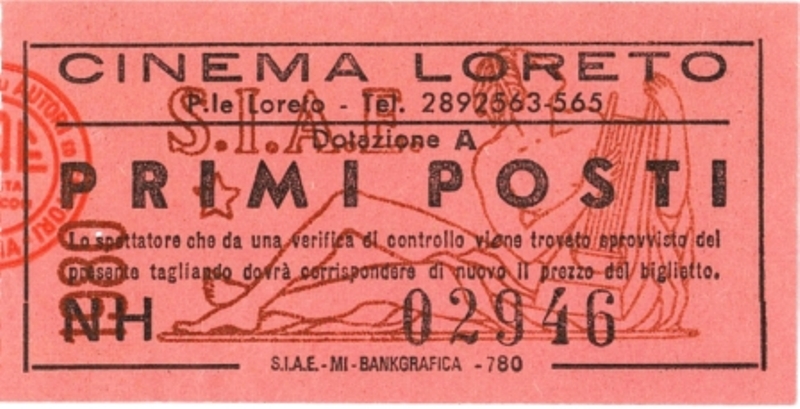 CINEMA LORETO
P.le Loreto - Tel. 2892563-565
S.I.A.E.
Dotazione A
PRIMI POSTI
Lo spettatore che da una verifica di controllo viene trovato sprovvisto del
presente tagliando dovrà corrispondere di nuovo il prezzo del biglietto.
1980
NH 02946
S.I.A.E. - MI - BANKGRAFICA - 780